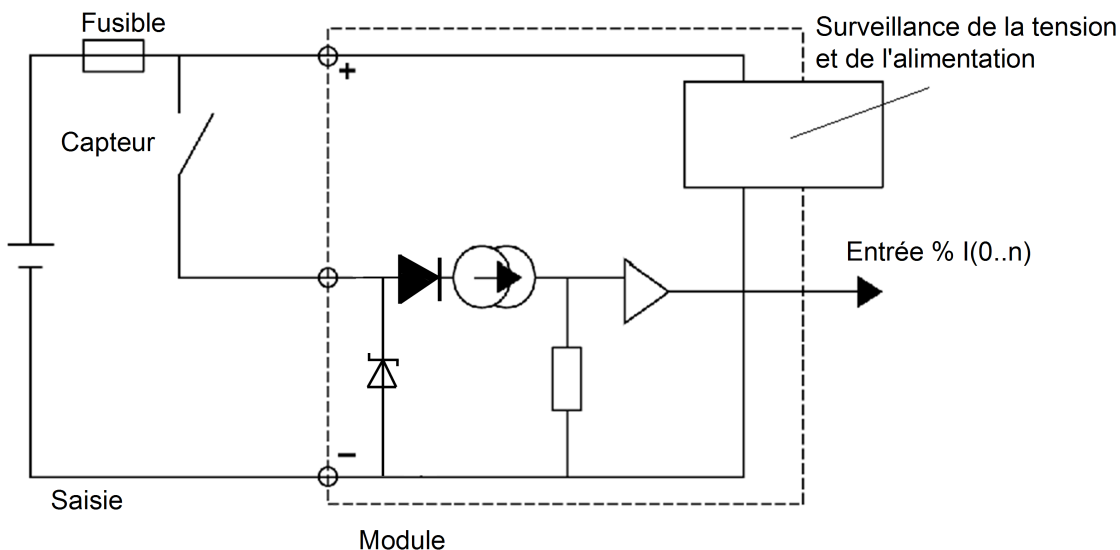 Fusible
Surveillance de la tension
et de l'alimentation
+
Capteur
Entrée % I(0..n)
−
Saisie
Module